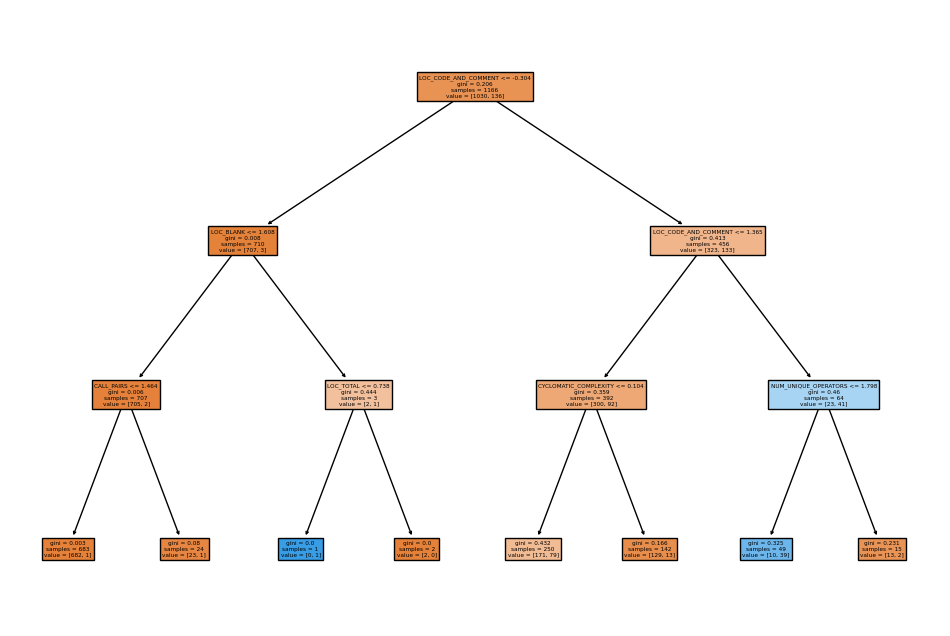 LOC_CODE_AND_COMMENT <= -0.304
gini = 0.206
samples = 1166
value = [1030, 136]
LOC_BLANK <= 1.608
gini = 0.008
samples = 710
value = [707, 3]
LOC_CODE_AND_COMMENT <= 1.365
gini = 0.413
samples = 456
value = [323, 133]
CALL_PAIRS <= 1.464
gini = 0.006
samples = 707
value = [705, 2]
LOC_TOTAL <= 0.738
gini = 0.444
samples = 3
value = [2, 1]
CYCLOMATIC_COMPLEXITY <= 0.104
gini = 0.359
samples = 392
value = [300, 92]
NUM_UNIQUE_OPERATORS <= 1.798
gini = 0.46
samples = 64
value = [23, 41]
gini = 0.003
samples = 683
value = [682, 1]
gini = 0.08
samples = 24
value = [23, 1]
gini = 0.0
samples = 1
value = [0, 1]
gini = 0.0
samples = 2
value = [2, 0]
gini = 0.432
samples = 250
value = [171, 79]
gini = 0.166
samples = 142
value = [129, 13]
gini = 0.325
samples = 49
value = [10, 39]
gini = 0.231
samples = 15
value = [13, 2]